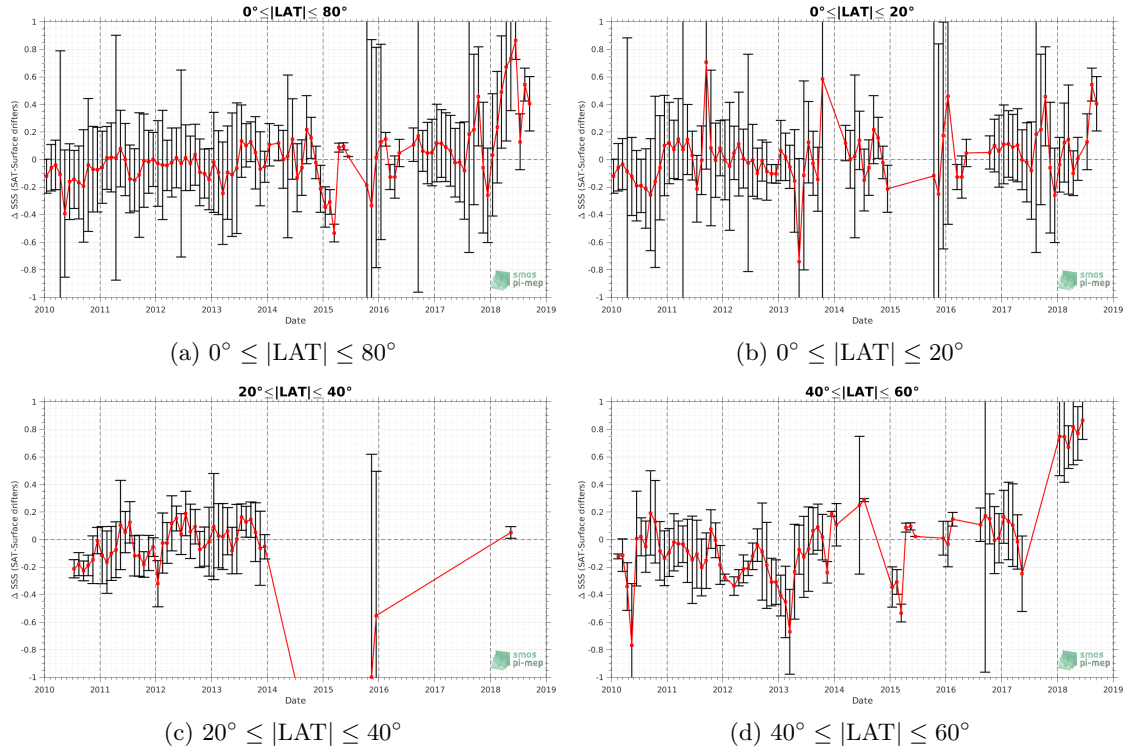 0°≤|LAT|≤ 80°
Δ SSS (SAT-Surface drifters)
1
0.8
0.6
0.4
0.2
0
-0.2
-0.4
-0.6
-0.8
-1
smos
pi-mep
2010 2011 2012 2013 2014 2015 2016 2017 2018 2019
Date
(a) 0° ≤ |LAT| ≤ 80°
0°≤|LAT|≤ 20°
Δ SSS (SAT-Surface drifters)
1
0.8
0.6
0.4
0.2
0
-0.2
-0.4
-0.6
-0.8
-1
smos
pi-mep
2010 2011 2012 2013 2014 2015 2016 2017 2018 2019
Date
(b) 0° ≤ |LAT| ≤ 20°
20°≤|LAT|≤ 40°
Δ SSS (SAT-Surface drifters)
1
0.8
0.6
0.4
0.2
0
-0.2
-0.4
-0.6
-0.8
-1
smos
pi-mep
2010 2011 2012 2013 2014 2015 2016 2017 2018 2019
Date
(c) 20° ≤ |LAT| ≤ 40°
40°≤|LAT|≤ 60°
Δ SSS (SAT-Surface drifters)
1
0.8
0.6
0.4
0.2
0
-0.2
-0.4
-0.6
-0.8
-1
smos
pi-mep
2010 2011 2012 2013 2014 2015 2016 2017 2018 2019
Date
(d) 40° ≤ |LAT| ≤ 60°